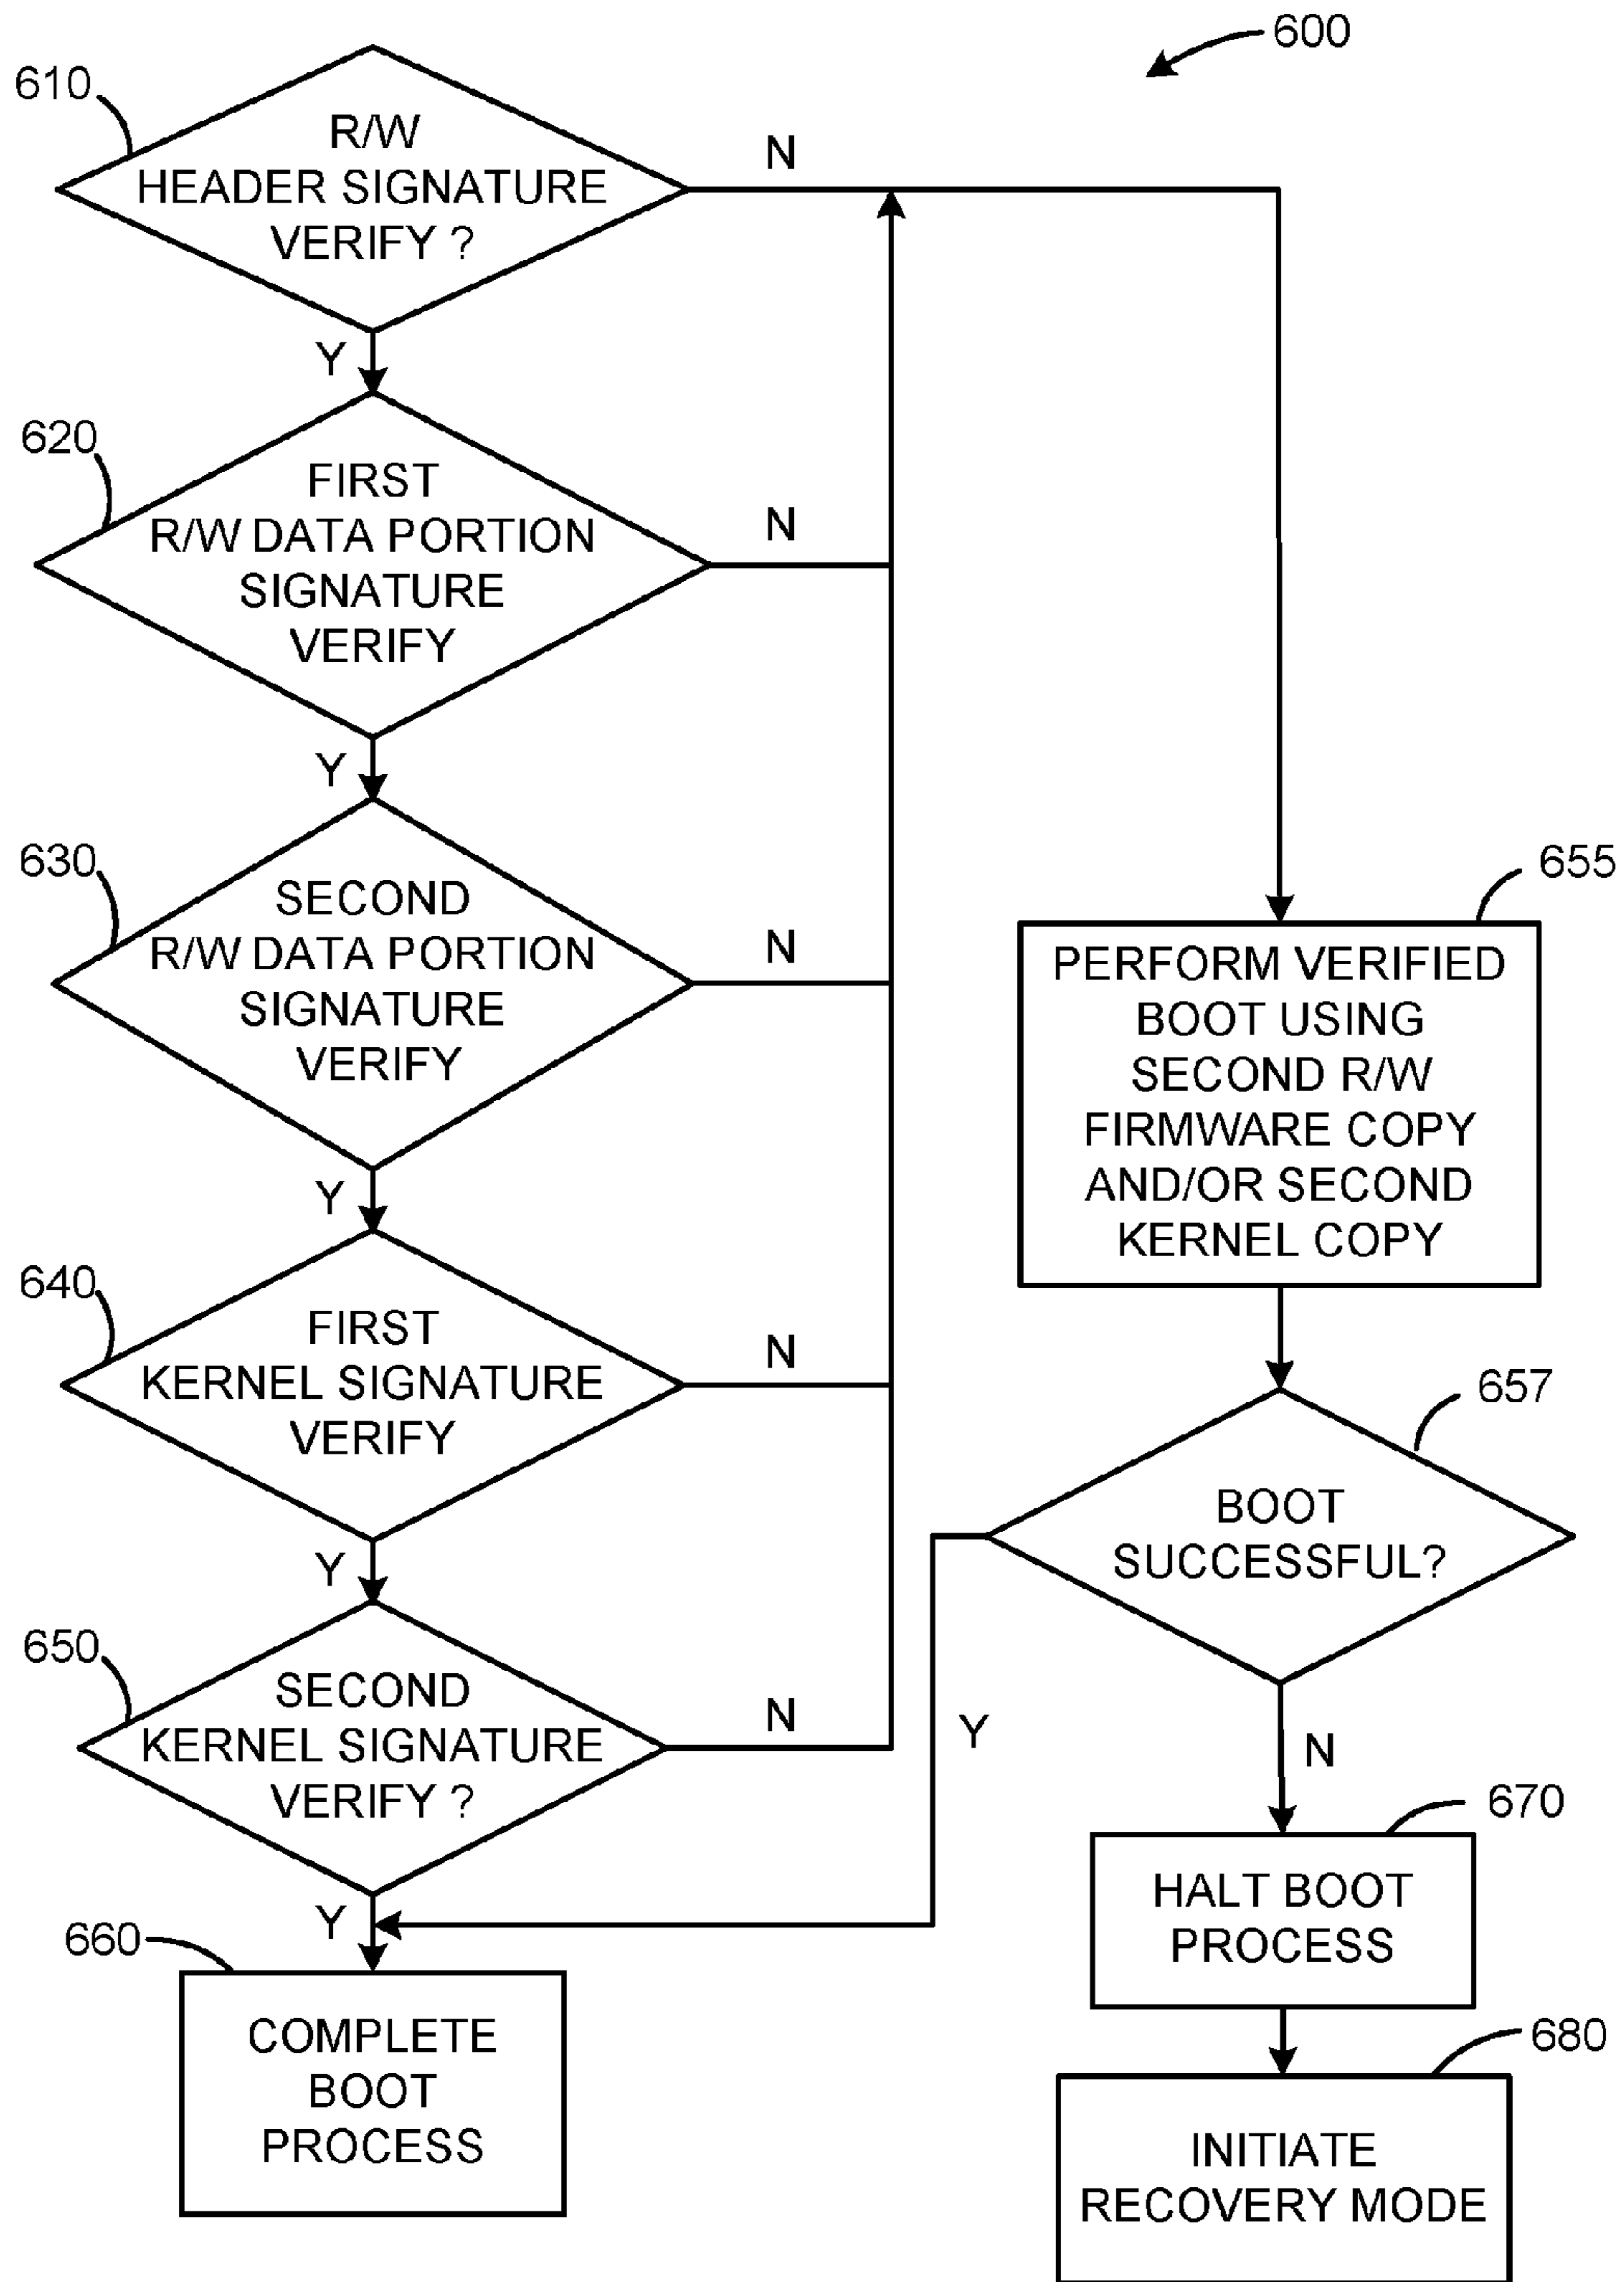 600
610
R/W
HEADER SIGNATURE
VERIFY ?
N
Y
620
FIRST
R/W DATA PORTION
SIGNATURE
VERIFY
N
Y
630
SECOND
R/W DATA PORTION
SIGNATURE
VERIFY
N
Y
640
FIRST
KERNEL SIGNATURE
VERIFY
N
Y
650
SECOND
KERNEL SIGNATURE
VERIFY ?
N
Y
660
COMPLETE
BOOT
PROCESS
655
PERFORM VERIFIED
BOOT USING
SECOND R/W
FIRMWARE COPY
AND/OR SECOND
KERNEL COPY
657
BOOT
SUCCESSFUL?
Y
N
670
HALT BOOT
PROCESS
680
INITIATE
RECOVERY MODE